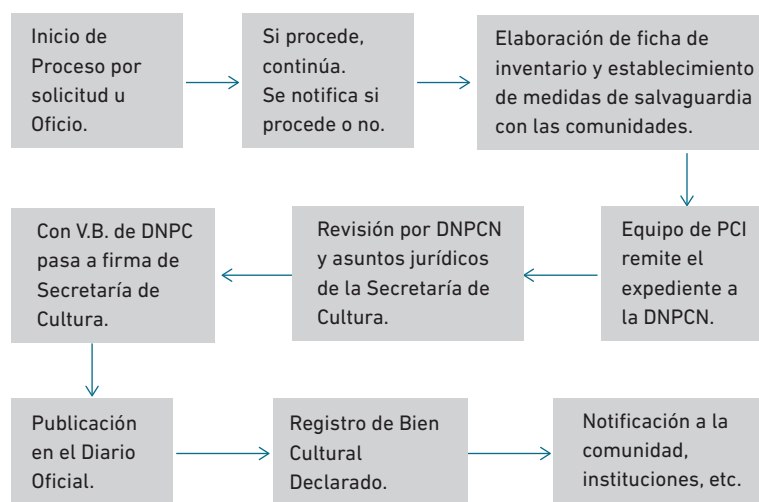 Inicio de
Proceso por
solicitud u
Oficio.
Si procede,
continúa.
Se notifica si
procede o no.
Elaboración de ficha de
inventario y establecimiento
de medidas de salvaguardia
con las comunidades.
Equipo de PCI
remite el
expediente a
la DNPCN.
Revisión por DNPCN
y asuntos jurídicos
de la Secretaría de
Cultura.
Con V.B. de DNPC
pasa a firma de
Secretaría de
Cultura.
Publicación
en el Diario
Oficial.
Registro de Bien
Cultural
Declarado.
Notificación a la
comunidad,
instituciones, etc.